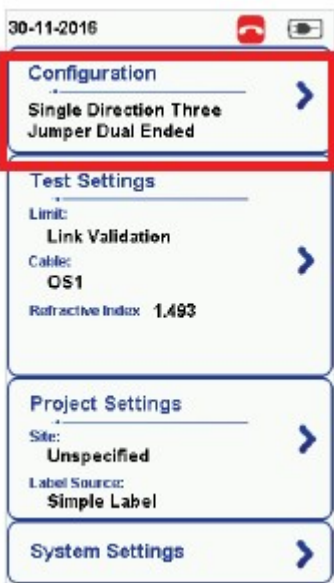 30-11-2016
Configuration
Single Direction Three
Jumper Dual Ended
Test Settings
Limit:
Link Validation
Cable:
OS1
Refractive Index 1.493
Project Settings
Site:
Unspecified
Label Source:
Simple Label
System Settings